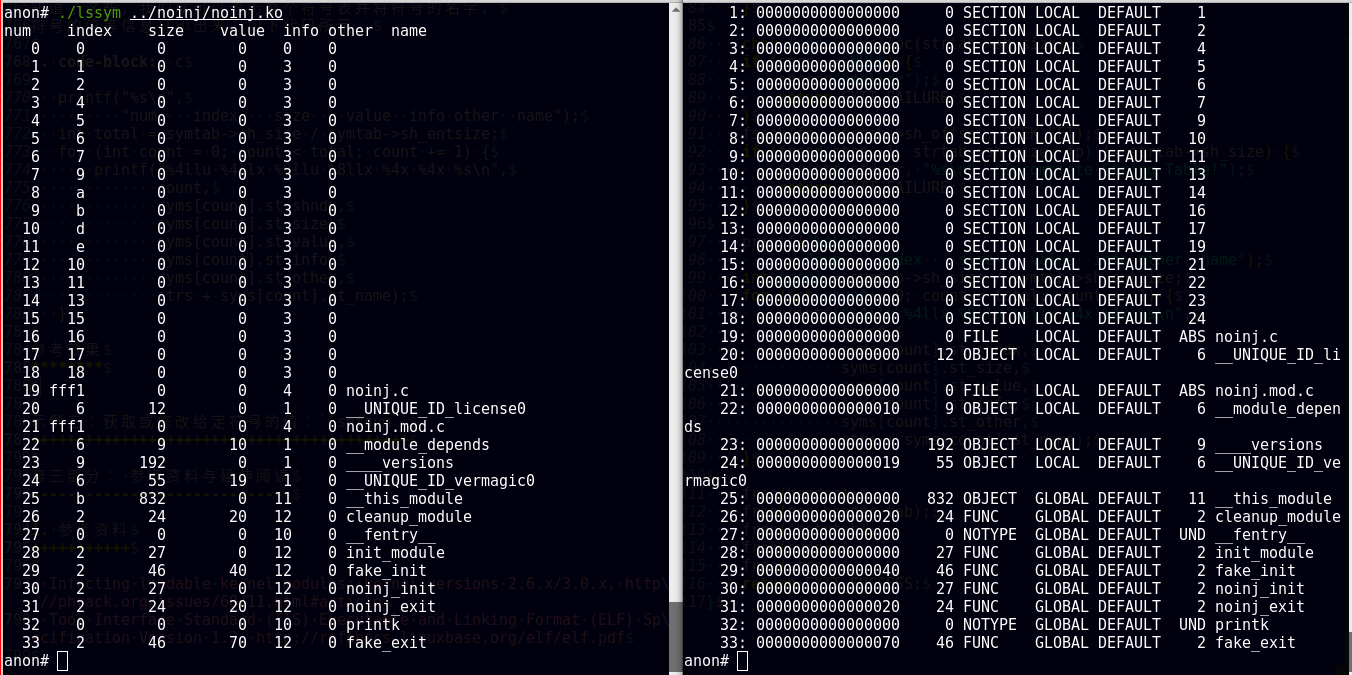 anon# ./lssym ../noinj/noinj.ko
num    index    size    value  info other  name
   0    0        0        0    0    0
   1    1        0        0    3    0
   2    2        0        0    3    0
   3    4        0        0    3    0
   4    5        0        0    3    0
   5    6        0        0    3    0
   6    7        0        0    3    0
   7    9        0        0    3    0
   8    a        0        0    3    0
   9    b        0        0    3    0
  10    d        0        0    3    0
  11    e        0        0    3    0
  12   10        0        0    3    0
  13   11        0        0    3    0
  14   13        0        0    3    0
  15   15        0        0    3    0
  16   16        0        0    3    0
  17   17        0        0    3    0
  18   18        0        0    3    0
  19 fff1        0        0    4    0 noinj.c
  20    6       12        0    1    0 __UNIQUE_ID_license0
  21 fff1        0        0    4    0 noinj.mod.c
  22    6        9       10    1    0 __module_depends
  23    9      192        0    1    0 ____versions
  24    6       55       19    1    0 __UNIQUE_ID_vermagic0
  25    b      832        0   11    0 __this_module
  26    2       24       20   12    0 cleanup_module
  27    0        0        0   10    0 __fentry__
  28    2       27        0   12    0 init_module
  29    2       46       40   12    0 fake_init
  30    2       27        0   12    0 noinj_init
  31    2       24       20   12    0 noinj_exit
  32    0        0        0   10    0 printk
  33    2       46       70   12    0 fake_exit
anon#
     1: 0000000000000000     0 SECTION LOCAL  DEFAULT    1
     2: 0000000000000000     0 SECTION LOCAL  DEFAULT    2
     3: 0000000000000000     0 SECTION LOCAL  DEFAULT    4
     4: 0000000000000000     0 SECTION LOCAL  DEFAULT    5
     5: 0000000000000000     0 SECTION LOCAL  DEFAULT    6
     6: 0000000000000000     0 SECTION LOCAL  DEFAULT    7
     7: 0000000000000000     0 SECTION LOCAL  DEFAULT    9
     8: 0000000000000000     0 SECTION LOCAL  DEFAULT   10
     9: 0000000000000000     0 SECTION LOCAL  DEFAULT   11
    10: 0000000000000000     0 SECTION LOCAL  DEFAULT   13
    11: 0000000000000000     0 SECTION LOCAL  DEFAULT   14
    12: 0000000000000000     0 SECTION LOCAL  DEFAULT   16
    13: 0000000000000000     0 SECTION LOCAL  DEFAULT   17
    14: 0000000000000000     0 SECTION LOCAL  DEFAULT   19
    15: 0000000000000000     0 SECTION LOCAL  DEFAULT   21
    16: 0000000000000000     0 SECTION LOCAL  DEFAULT   22
    17: 0000000000000000     0 SECTION LOCAL  DEFAULT   23
    18: 0000000000000000     0 SECTION LOCAL  DEFAULT   24
    19: 0000000000000000     0 FILE    LOCAL  DEFAULT  ABS noinj.c
    20: 0000000000000000    12 OBJECT  LOCAL  DEFAULT    6 __UNIQUE_ID_li
cense0
    21: 0000000000000000     0 FILE    LOCAL  DEFAULT  ABS noinj.mod.c
    22: 0000000000000010     9 OBJECT  LOCAL  DEFAULT    6 __module_depen
ds
    23: 0000000000000000   192 OBJECT  LOCAL  DEFAULT    9 ____versions
    24: 0000000000000019    55 OBJECT  LOCAL  DEFAULT    6 __UNIQUE_ID_ve
rmagic0
    25: 0000000000000000   832 OBJECT  GLOBAL DEFAULT   11 __this_module
    26: 0000000000000020    24 FUNC    GLOBAL DEFAULT    2 cleanup_module
    27: 0000000000000000     0 NOTYPE  GLOBAL DEFAULT  UND __fentry__
    28: 0000000000000000    27 FUNC    GLOBAL DEFAULT    2 init_module
    29: 0000000000000040    46 FUNC    GLOBAL DEFAULT    2 fake_init
    30: 0000000000000000    27 FUNC    GLOBAL DEFAULT    2 noinj_init
    31: 0000000000000020    24 FUNC    GLOBAL DEFAULT    2 noinj_exit
    32: 0000000000000000     0 NOTYPE  GLOBAL DEFAULT  UND printk
    33: 0000000000000070    46 FUNC    GLOBAL DEFAULT    2 fake_exit
anon#